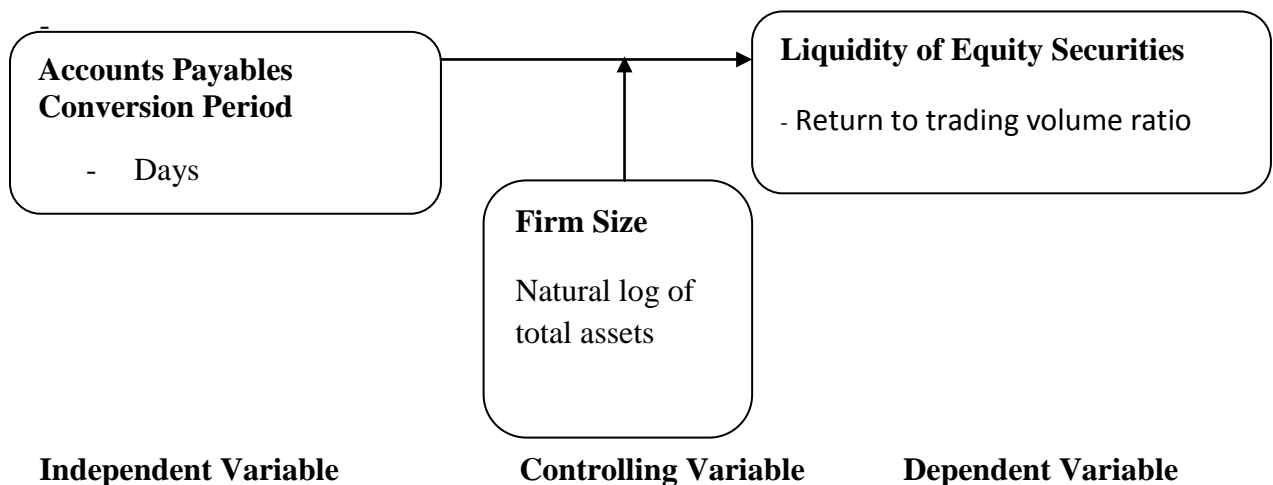 -
Accounts Payables
Conversion Period
- Days
Liquidity of Equity Securities
- Return to trading volume ratio
Firm Size
Natural log of
total assets
Independent Variable
Controlling Variable
Dependent Variable